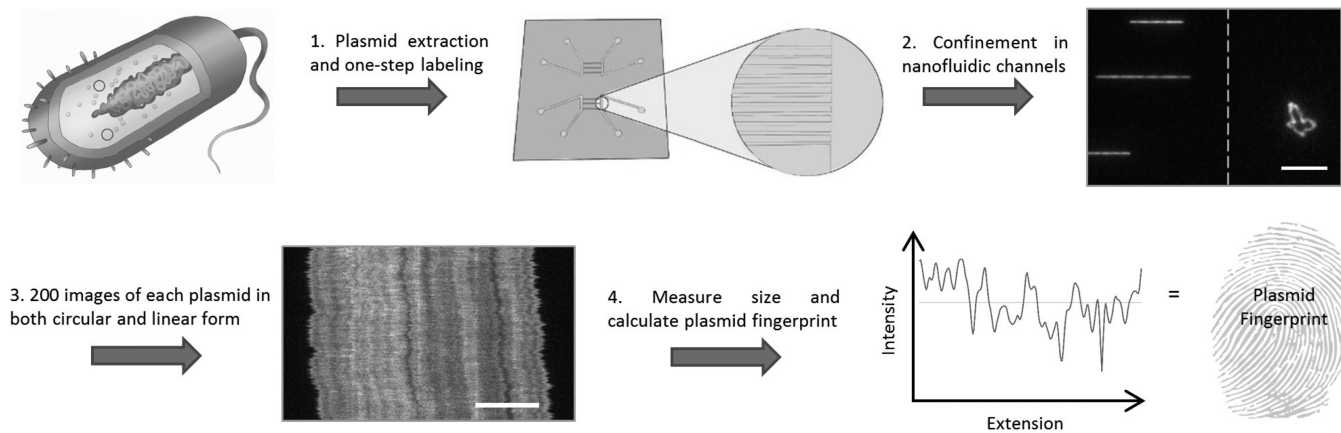 1. Plasmid extraction
and one-step labeling
2. Confinement in
nanofluidic channels
3. 200 images of each plasmid in
both circular and linear form
4. Measure size and
calculate plasmid fingerprint
Intensity
Extension
=
Plasmid
Fingerprint